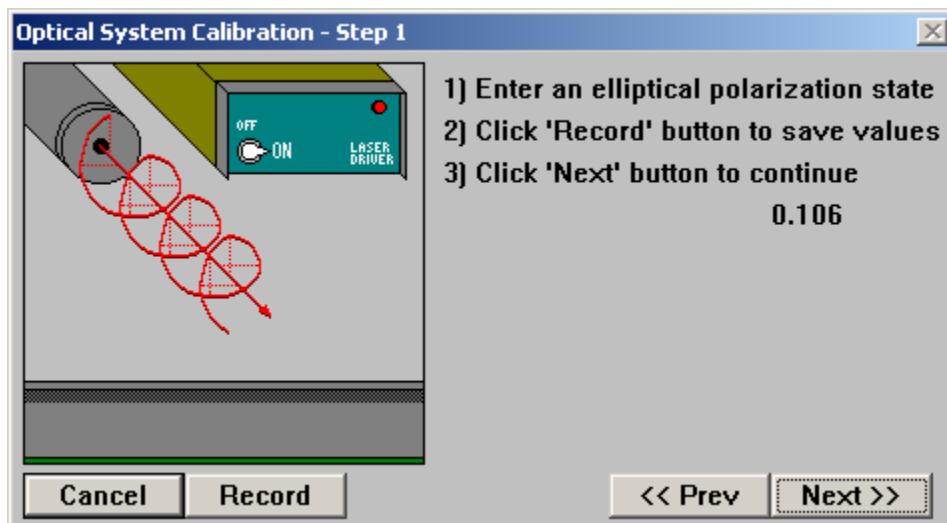 Optical System Calibration - Step 1
OFF
ON
LASER
DRIVER
1) Enter an elliptical polarization state
2) Click 'Record' button to save values
3) Click 'Next' button to continue
0.106
Cancel
Record
<< Prev
Next >>